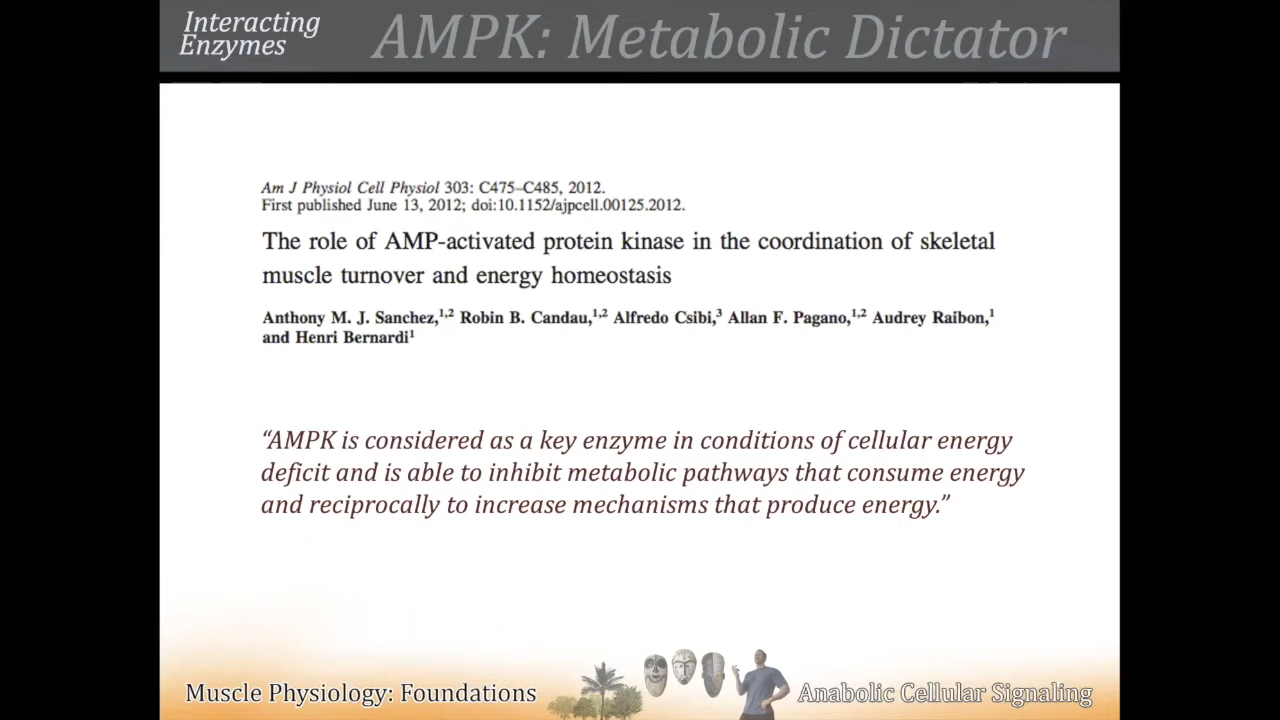 Interacting
Enzymes
AMPK: Metabolic Dictator
Am J Physiol Cell Physiol 303: C475–C485, 2012.
First published June 13, 2012; doi:10.1152/ajpcell.00125.2012.
The role of AMP-activated protein kinase in the coordination of skeletal
muscle turnover and energy homeostasis
Anthony M. J. Sanchez,1,2 Robin B. Candau,1,2 Alfredo Csibi,3 Allan F. Pagano,1,2 Audrey Raibon,1
and Henri Bernardi1
“AMPK is considered as a key enzyme in conditions of cellular energy
deficit and is able to inhibit metabolic pathways that consume energy
and reciprocally to increase mechanisms that produce energy.”
Muscle Physiology: Foundations
Anabolic Cellular Signaling